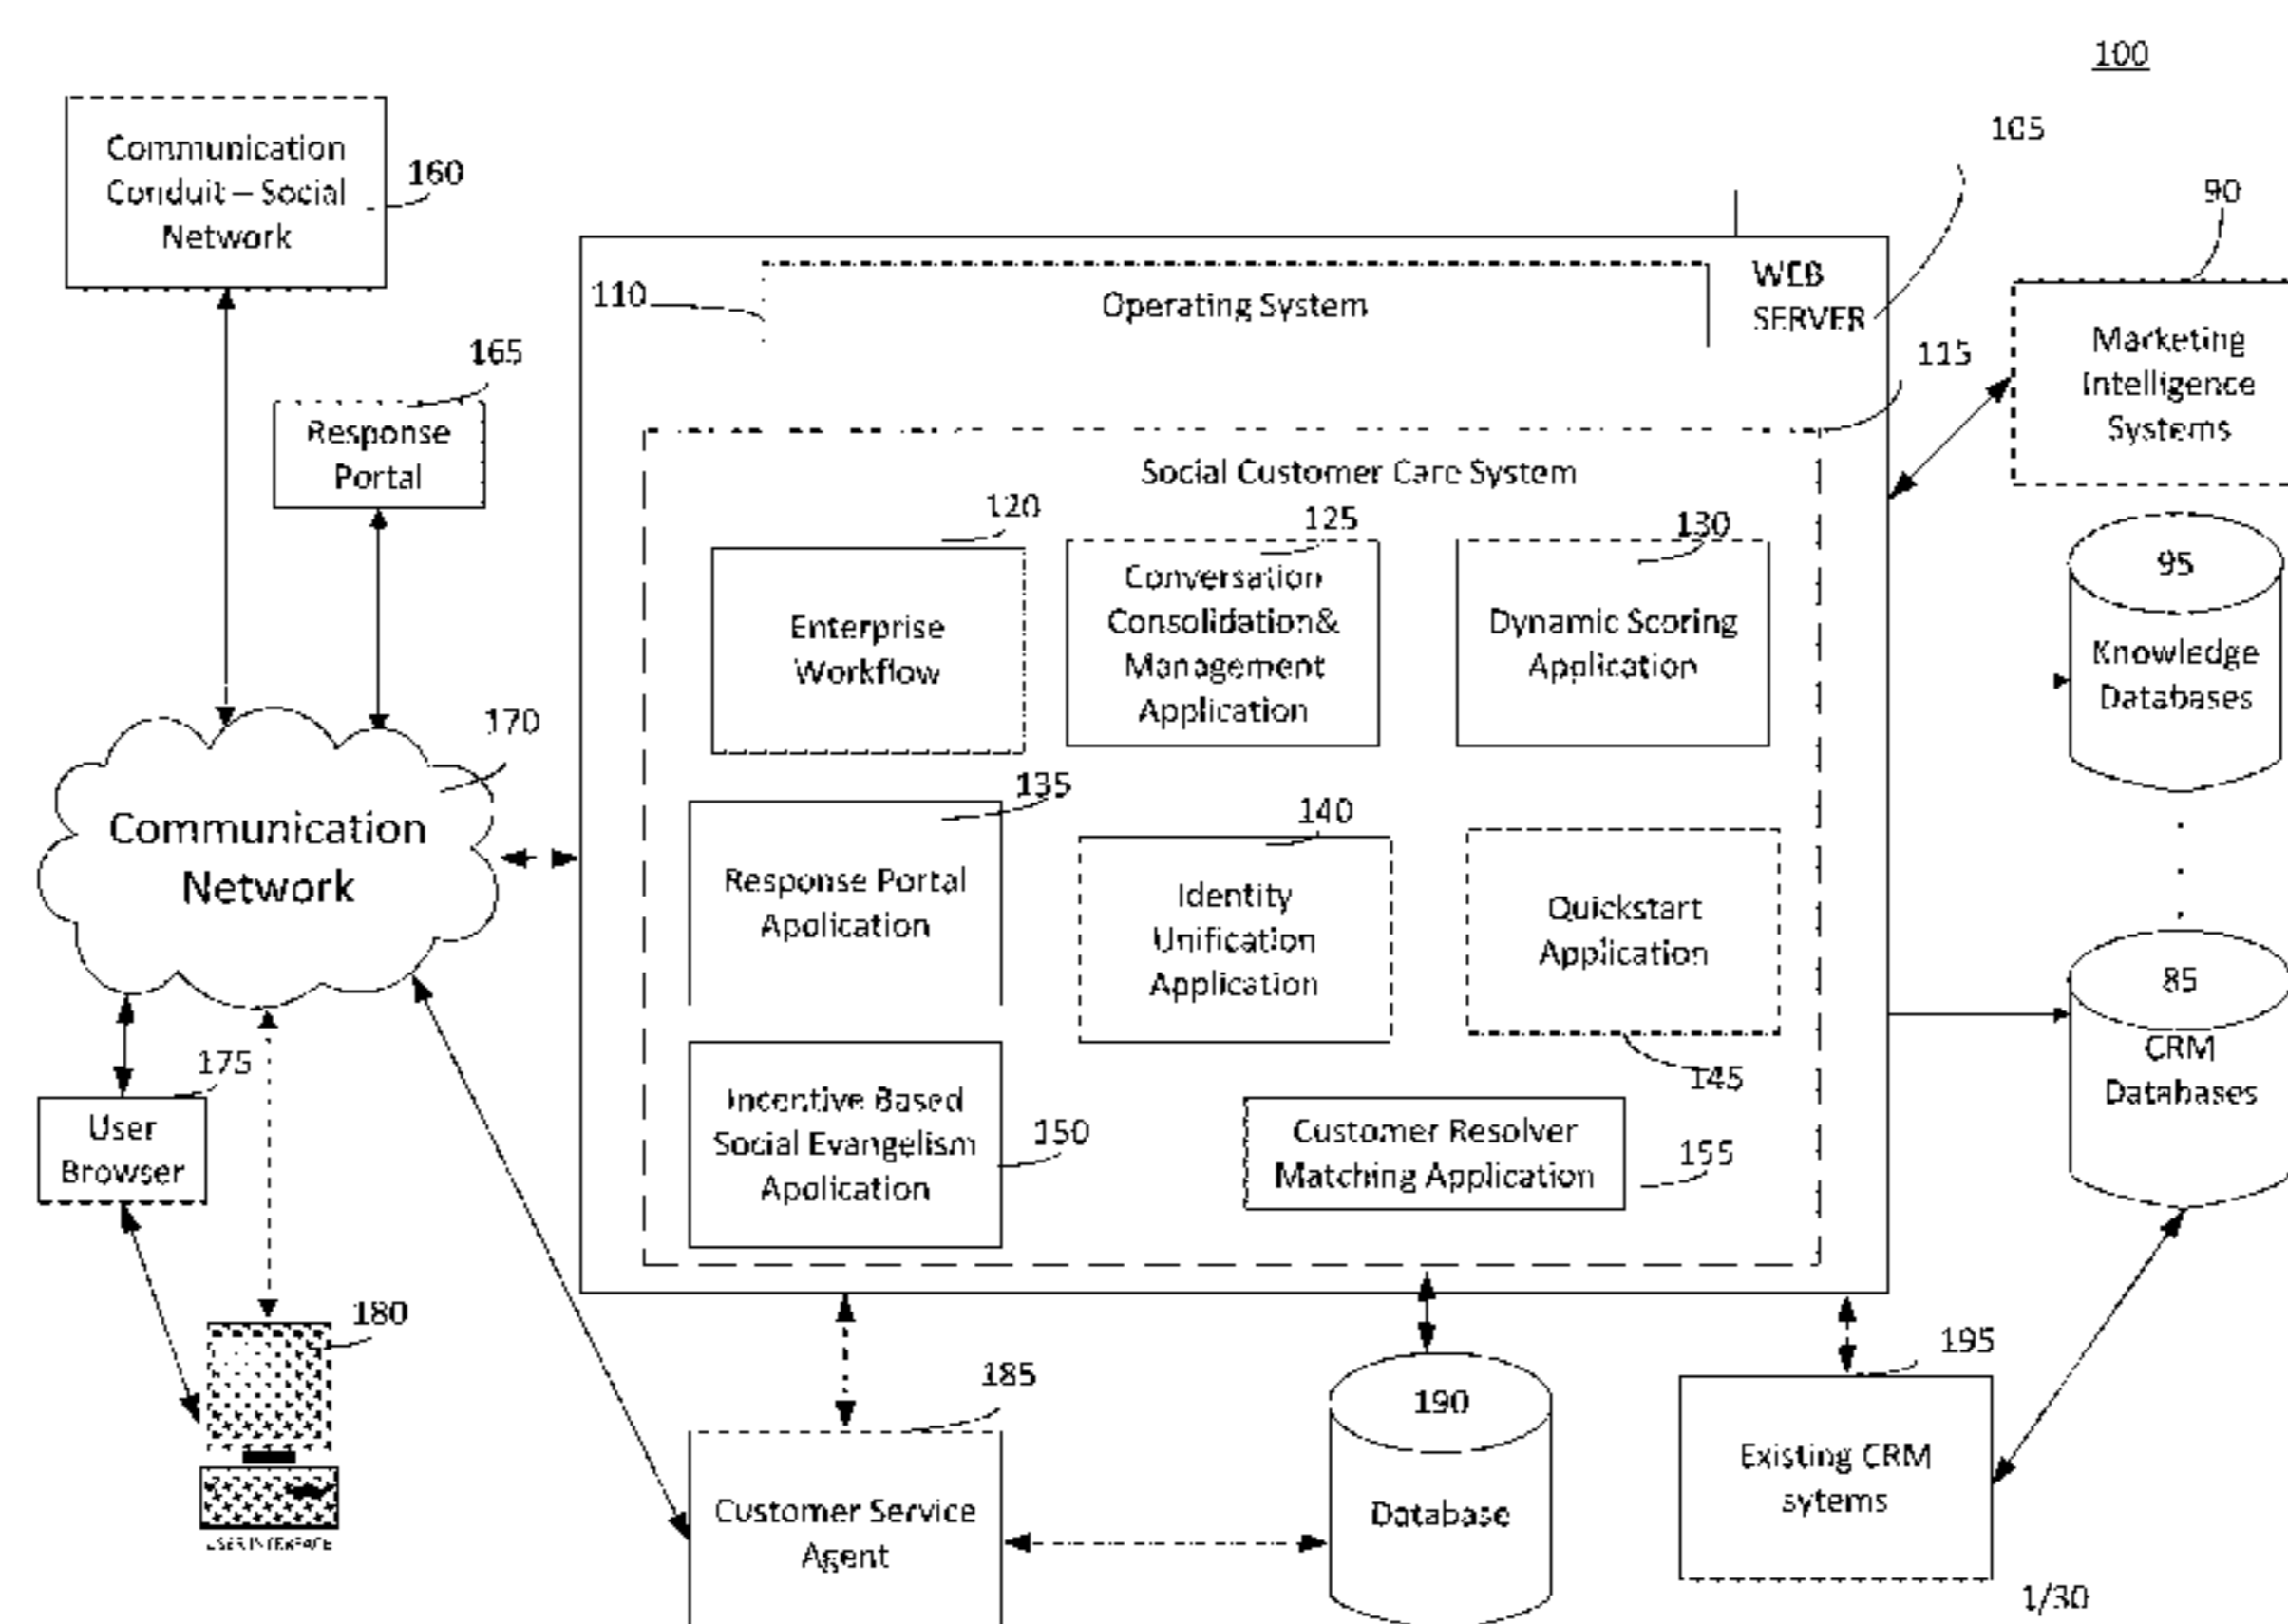 100
105
Communication
Conduit – Social
Network
160
90
110
Operating System
WEB
SERVER
Marketing
Intelligence
Systems
165
Response
Portal
115
Social Customer Care System
120
125
130
Enterprise
Workflow
Conversation
Consolidation&
Management
Application
Dynamic Scoring
Application
95
Knowledge
Databases
170
Communication
Network
135
140
Response Portal
Application
Identity
Unification
Application
Quickstart
Application
145
85
CRM
Databases
175
User
Browser
Incentive Based
Social Evangelism
Application
150
Customer Resolver
Matching Application
155
180
USER INTERFACE
185
Customer Service
Agent
190
Database
195
Existing CRM
sytems
1/30